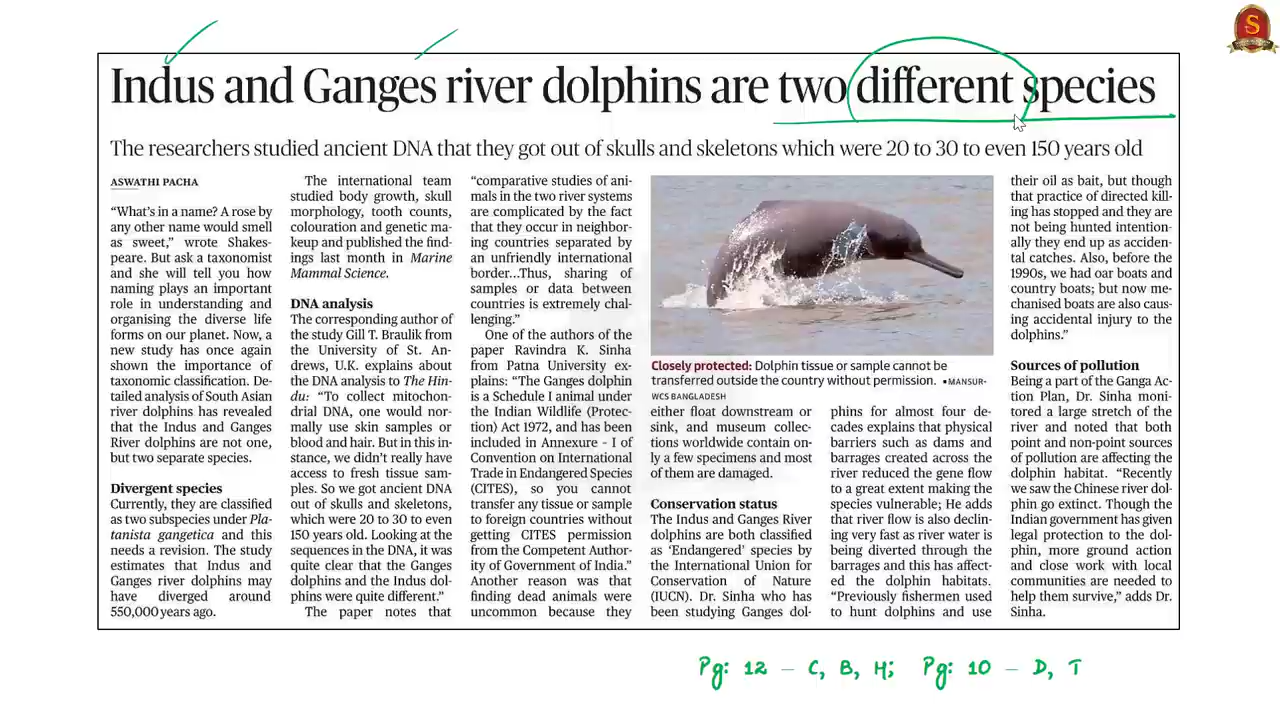 S
Indus and Ganges river dolphins are two different species
The researchers studied ancient DNA that they got out of skulls and skeletons which were 20 to 30 to even 150 years old
ASWATHI PACHA
“What’s in a name? A rose by
any other name would smell
as sweet,” wrote Shakes-
peare. But ask a taxonomist
and she will tell you how
naming plays an important
role in understanding and
organising the diverse life
forms on our planet. Now, a
new study has once again
shown the importance of
taxonomic classification. De-
tailed analysis of South Asian
river dolphins has revealed
that the Indus and Ganges
River dolphins are not one,
but two separate species.
Divergent species
Currently, they are classified
as two subspecies under Pla-
tanista gangetica and this
needs a revision. The study
estimates that Indus and
Ganges river dolphins may
have diverged around
550,000 years ago.
The international team
studied body growth, skull
morphology, tooth counts,
colouration and genetic ma-
keup and published the find-
ings last month in Marine
Mammal Science.
DNA analysis
The corresponding author of
the study Gill T. Braulik from
the University of St. An-
drews, U.K. explains about
the DNA analysis to The Hin-
du: “To collect mitochon-
drial DNA, one would nor-
mally use skin samples or
blood and hair. But in this in-
stance, we didn’t really have
access to fresh tissue sam-
ples. So we got ancient DNA
out of skulls and skeletons,
which were 20 to 30 to even
150 years old. Looking at the
sequences in the DNA, it was
quite clear that the Ganges
dolphins and the Indus dol-
phins were quite different.”
The paper notes that
“comparative studies of ani-
mals in the two river systems
are complicated by the fact
that they occur in neighbor-
ing countries separated by
an unfriendly international
border...Thus, sharing of
samples or data between
countries is extremely chal-
lenging.”
One of the authors of the
paper Ravindra K. Sinha
from Patna University ex-
plains: “The Ganges dolphin
is a Schedule I animal under
the Indian Wildlife (Protec-
tion) Act 1972, and has been
included in Annexure - I of
Convention on International
Trade in Endangered Species
(CITES), so you cannot
transfer any tissue or sample
to foreign countries without
getting CITES permission
from the Competent Author-
ity of Government of India.”
Another reason was that
finding dead animals were
uncommon because they
Closely protected: Dolphin tissue or sample cannot be
transferred outside the country without permission. ▪ MANSUR-
WCS BANGLADESH
either float downstream or
sink, and museum collec-
tions worldwide contain on-
ly a few specimens and most
of them are damaged.
Conservation status
The Indus and Ganges River
dolphins are both classified
as ‘Endangered’ species by
the International Union for
Conservation of Nature
(IUCN). Dr. Sinha who has
been studying Ganges dol-
phins for almost four de-
cades explains that physical
barriers such as dams and
barrages created across the
river reduced the gene flow
to a great extent making the
species vulnerable; He adds
that river flow is also declin-
ing very fast as river water is
being diverted through the
barrages and this has affect-
ed the dolphin habitats.
“Previously fishermen used
to hunt dolphins and use
their oil as bait, but though
that practice of directed kill-
ing has stopped and they are
not being hunted intention-
ally they end up as acciden-
tal catches. Also, before the
1990s, we had oar boats and
country boats; but now me-
chanised boats are also caus-
ing accidental injury to the
dolphins.”
Sources of pollution
Being a part of the Ganga Ac-
tion Plan, Dr. Sinha moni-
tored a large stretch of the
river and noted that both
point and non-point sources
of pollution are affecting the
dolphin habitat. “Recently
we saw the Chinese river dol-
phin go extinct. Though the
Indian government has given
legal protection to the dol-
phin, more ground action
and close work with local
communities are needed to
help them survive,” adds Dr.
Sinha.
Pg: 12 – C, B, H; Pg: 10 – D, T